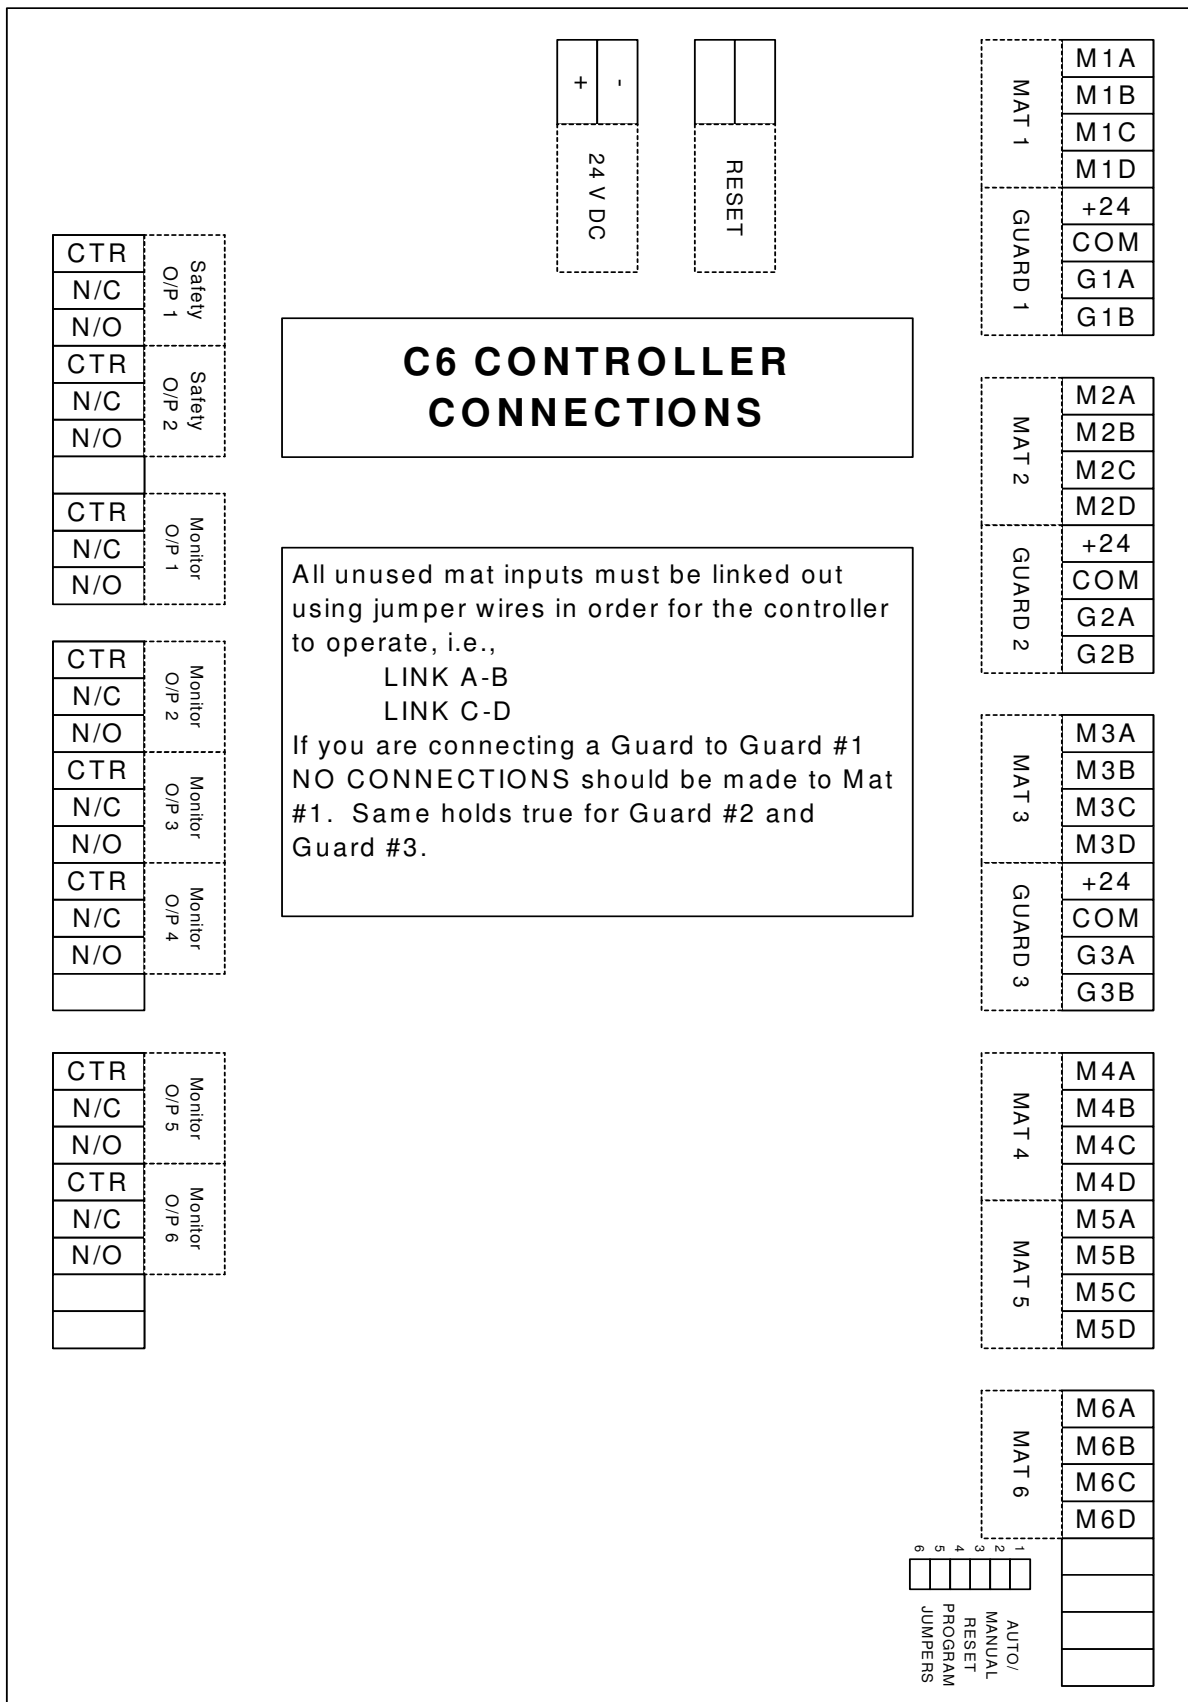 + -
24 V DC
RESET
C6 CONTROLLER
CONNECTIONS
All unused mat inputs must be linked out
using jumper wires in order for the controller
to operate, i.e.,
LINK A-B
LINK C-D
If you are connecting a Guard to Guard #1
NO CONNECTIONS should be made to Mat
#1. Same holds true for Guard #2 and
Guard #3.
CTR
N/C
N/O
Safety
O/P 1
CTR
N/C
N/O
Safety
O/P 2
CTR
N/C
N/O
Monitor
O/P 1
CTR
N/C
N/O
Monitor
O/P 2
CTR
N/C
N/O
Monitor
O/P 3
CTR
N/C
N/O
Monitor
O/P 4
CTR
N/C
N/O
Monitor
O/P 5
CTR
N/C
N/O
Monitor
O/P 6
MAT 1
M1A
M1B
M1C
M1D
GUARD 1
+24
COM
G1A
G1B
MAT 2
M2A
M2B
M2C
M2D
GUARD 2
+24
COM
G2A
G2B
MAT 3
M3A
M3B
M3C
M3D
GUARD 3
+24
COM
G3A
G3B
MAT 4
M4A
M4B
M4C
M4D
MAT 5
M5A
M5B
M5C
M5D
MAT 6
M6A
M6B
M6C
M6D
1
2
3
4
5
6
AUTO/
MANUAL
RESET
PROGRAM
JUMPERS